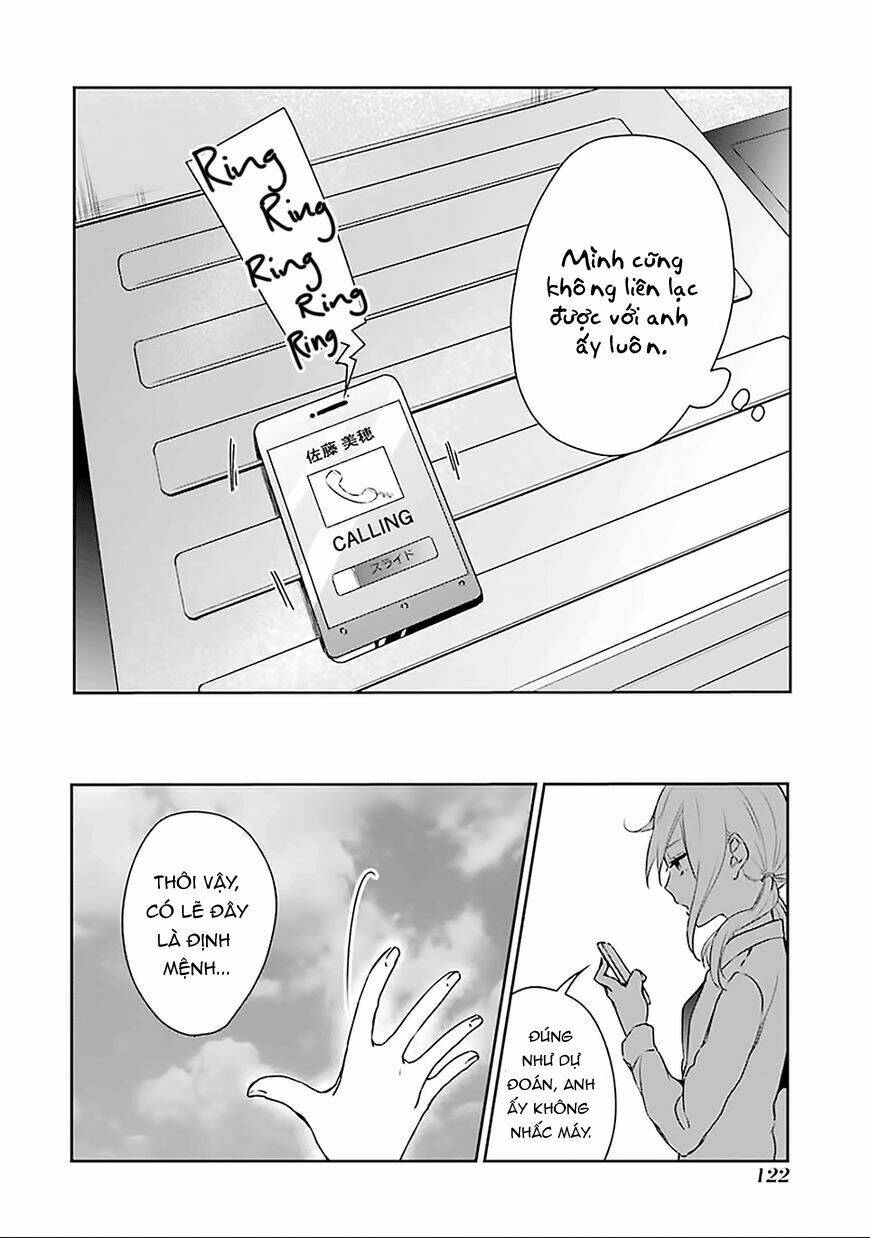 Ring
Ring
Ring
Ring
Ring
Mình cũng
không liên lạc
được với anh
ấy luôn.
佐藤 美穂
CALLING
スライド
ĐÚNG
NHƯ DỰ
ĐOÁN, ANH
ẤY KHÔNG
NHẤC MÁY.
THÔI VẬY,
CÓ LẼ ĐÂY
LÀ ĐỊNH
MỆNH...
122